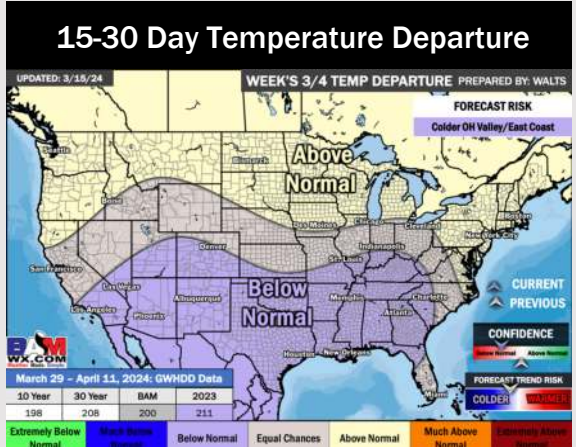 15-30 Day Temperature Departure
UPDATED: 3/15/24
WEEK'S 3/4 TEMP DEPARTURE PREPARED BY: WALTS
FORECAST RISK
Colder OH Valley/East Coast
Seattle
Bismarck
Above
Normal
Boise
Boston
Des Moines
Chicago
Cleveland
New York City
Denver
Indianapolis
San Francisco
St. Louis
Las Vegas
Below
Normal
CURRENT
PREVIOUS
Los Angeles
Albuquerque
Memphis
Charlotte
Phoenix
Atlanta
CONFIDENCE
Below Normal Above Normal
BAM
WX.COM
Houston
New Orleans
Miami
March 29 – April 11, 2024: GWHDD Data
FORECAST TREND RISK
COLDER WARMER
10 Year 30 Year BAM 2023
198 208 200 211
Extremely Below
Normal
Much Below
Below Normal
Equal Chances
Above Normal
Much Above
Normal
Extremely Above